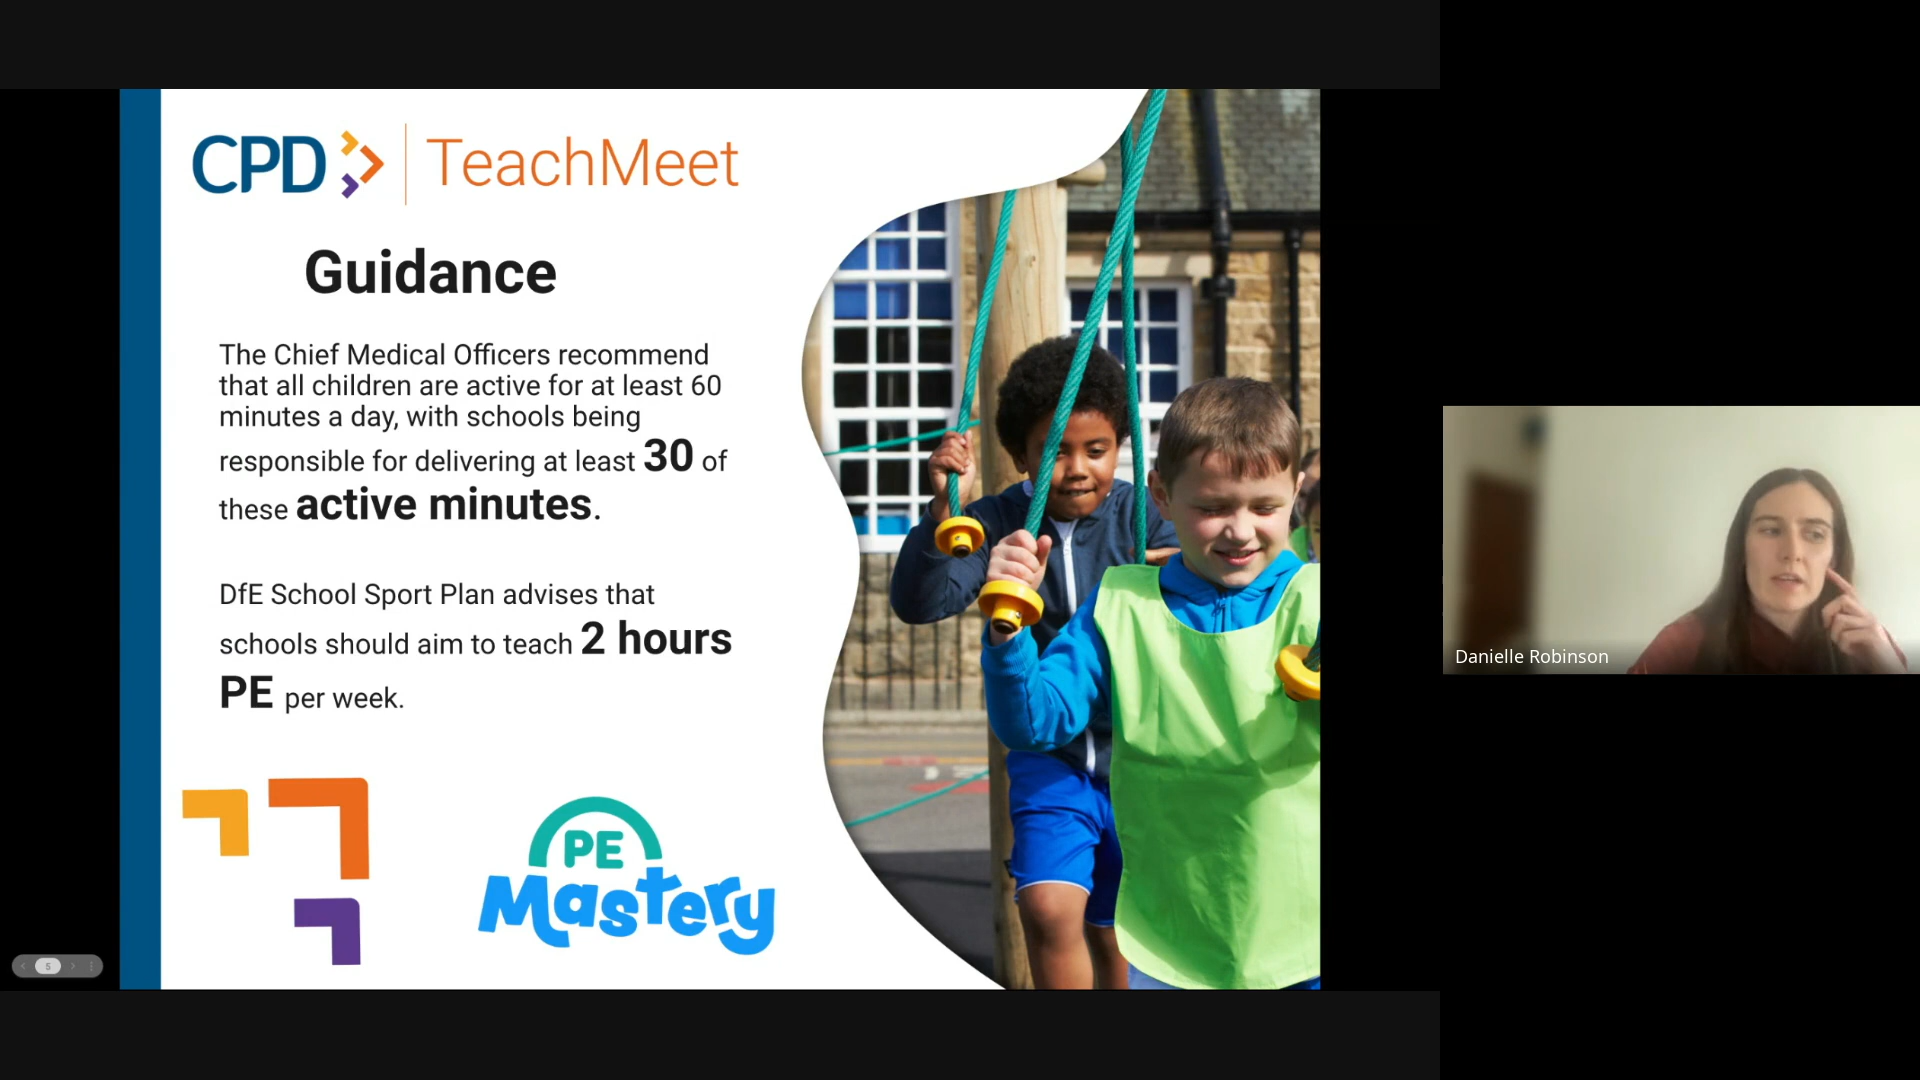 CPD TeachMeet
Guidance
The Chief Medical Officers recommend
that all children are active for at least 60
minutes a day, with schools being
responsible for delivering at least 30 of
these active minutes.
DfE School Sport Plan advises that
schools should aim to teach 2 hours
PE per week.
PE
Mastery
5
Danielle Robinson